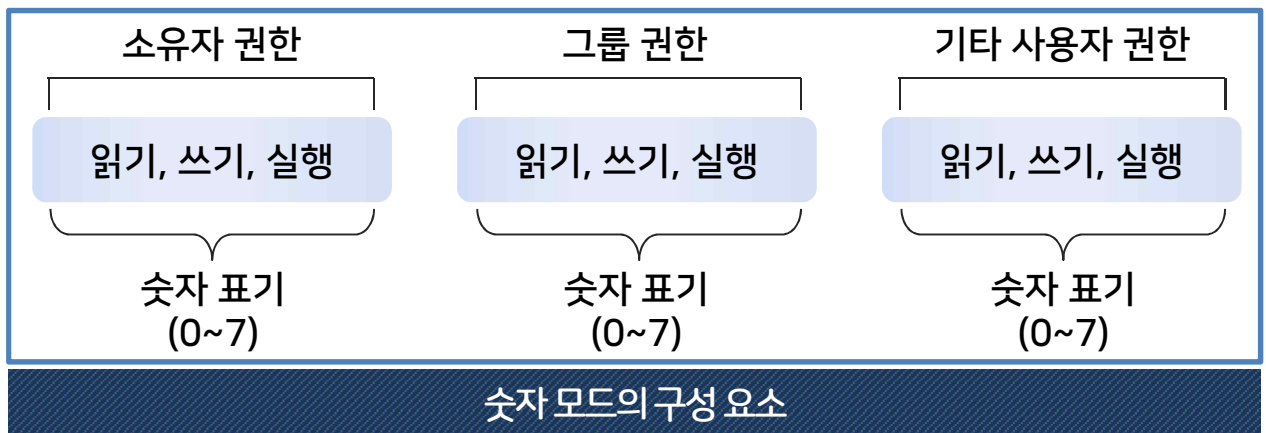 소유자 권한
그룹 권한
기타 사용자 권한
읽기, 쓰기, 실행
읽기, 쓰기, 실행
읽기, 쓰기, 실행
숫자 표기
(0~7)
숫자 표기
(0~7)
숫자 표기
(0~7)
숫자 모드의 구성 요소